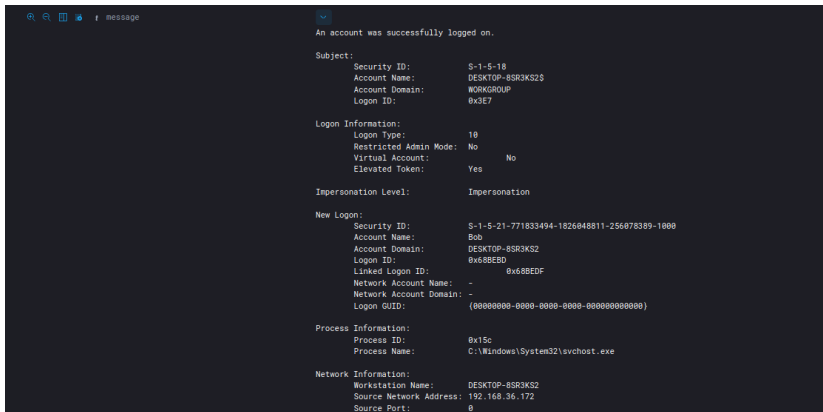 t message
An account was successfully logged on.
Subject:
Security ID: S-1-5-18
Account Name: DESKTOP-8SR3KS2$
Account Domain: WORKGROUP
Logon ID: 0x3E7
Logon Information:
Logon Type: 10
Restricted Admin Mode: No
Virtual Account: No
Elevated Token: Yes
Impersonation Level: Impersonation
New Logon:
Security ID: S-1-5-21-771833494-1826048811-256078389-1000
Account Name: Bob
Account Domain: DESKTOP-8SR3KS2
Logon ID: 0x68BEBD
Linked Logon ID: 0x68BEDF
Network Account Name: -
Network Account Domain: -
Logon GUID: {00000000-0000-0000-0000-000000000000}
Process Information:
Process ID: 0x15c
Process Name: C:\Windows\System32\svchost.exe
Network Information:
Workstation Name: DESKTOP-8SR3KS2
Source Network Address: 192.168.36.172
Source Port: 0